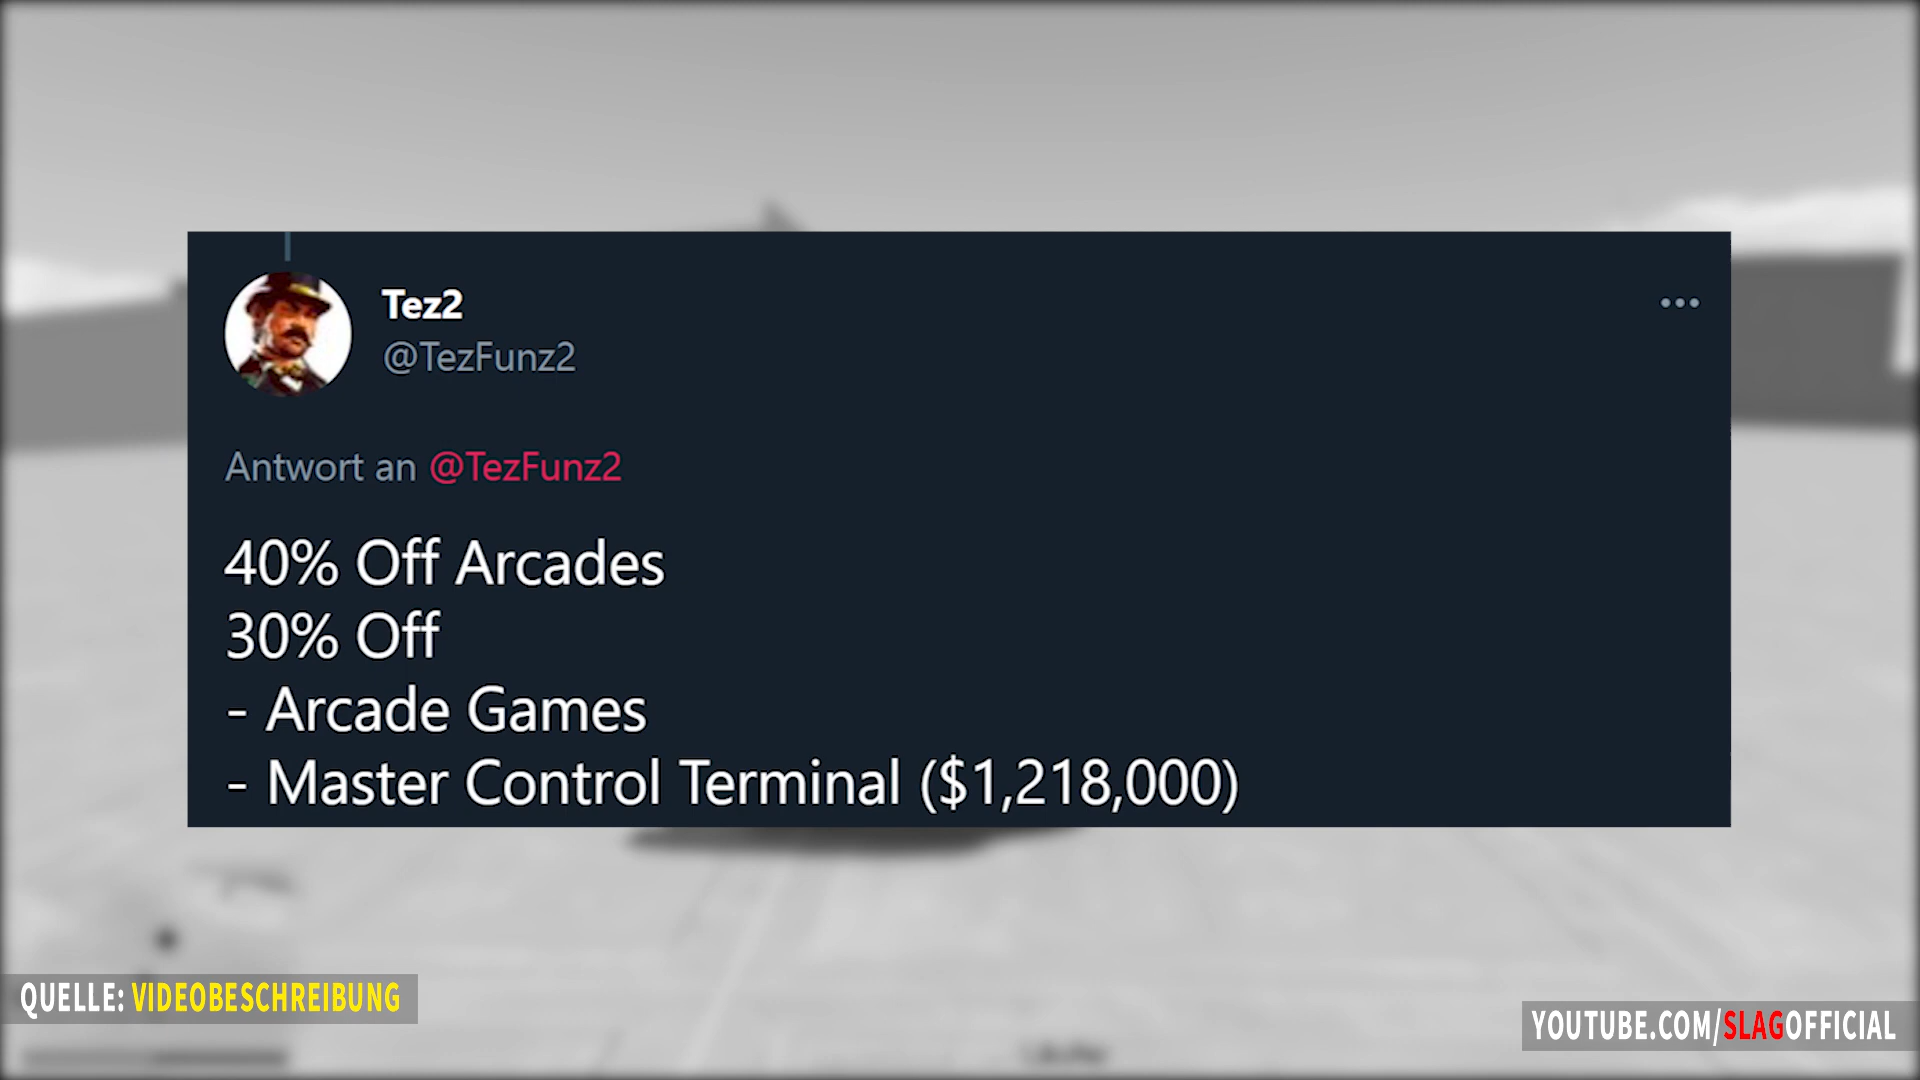 Tez2
@TezFunz2
Antwort an @TezFunz2
40% Off Arcades
30% Off
- Arcade Games
- Master Control Terminal ($1,218,000)
QUELLE: VIDEOBESCHREIBUNG
YOUTUBE.COM/SLAGOFFICIAL